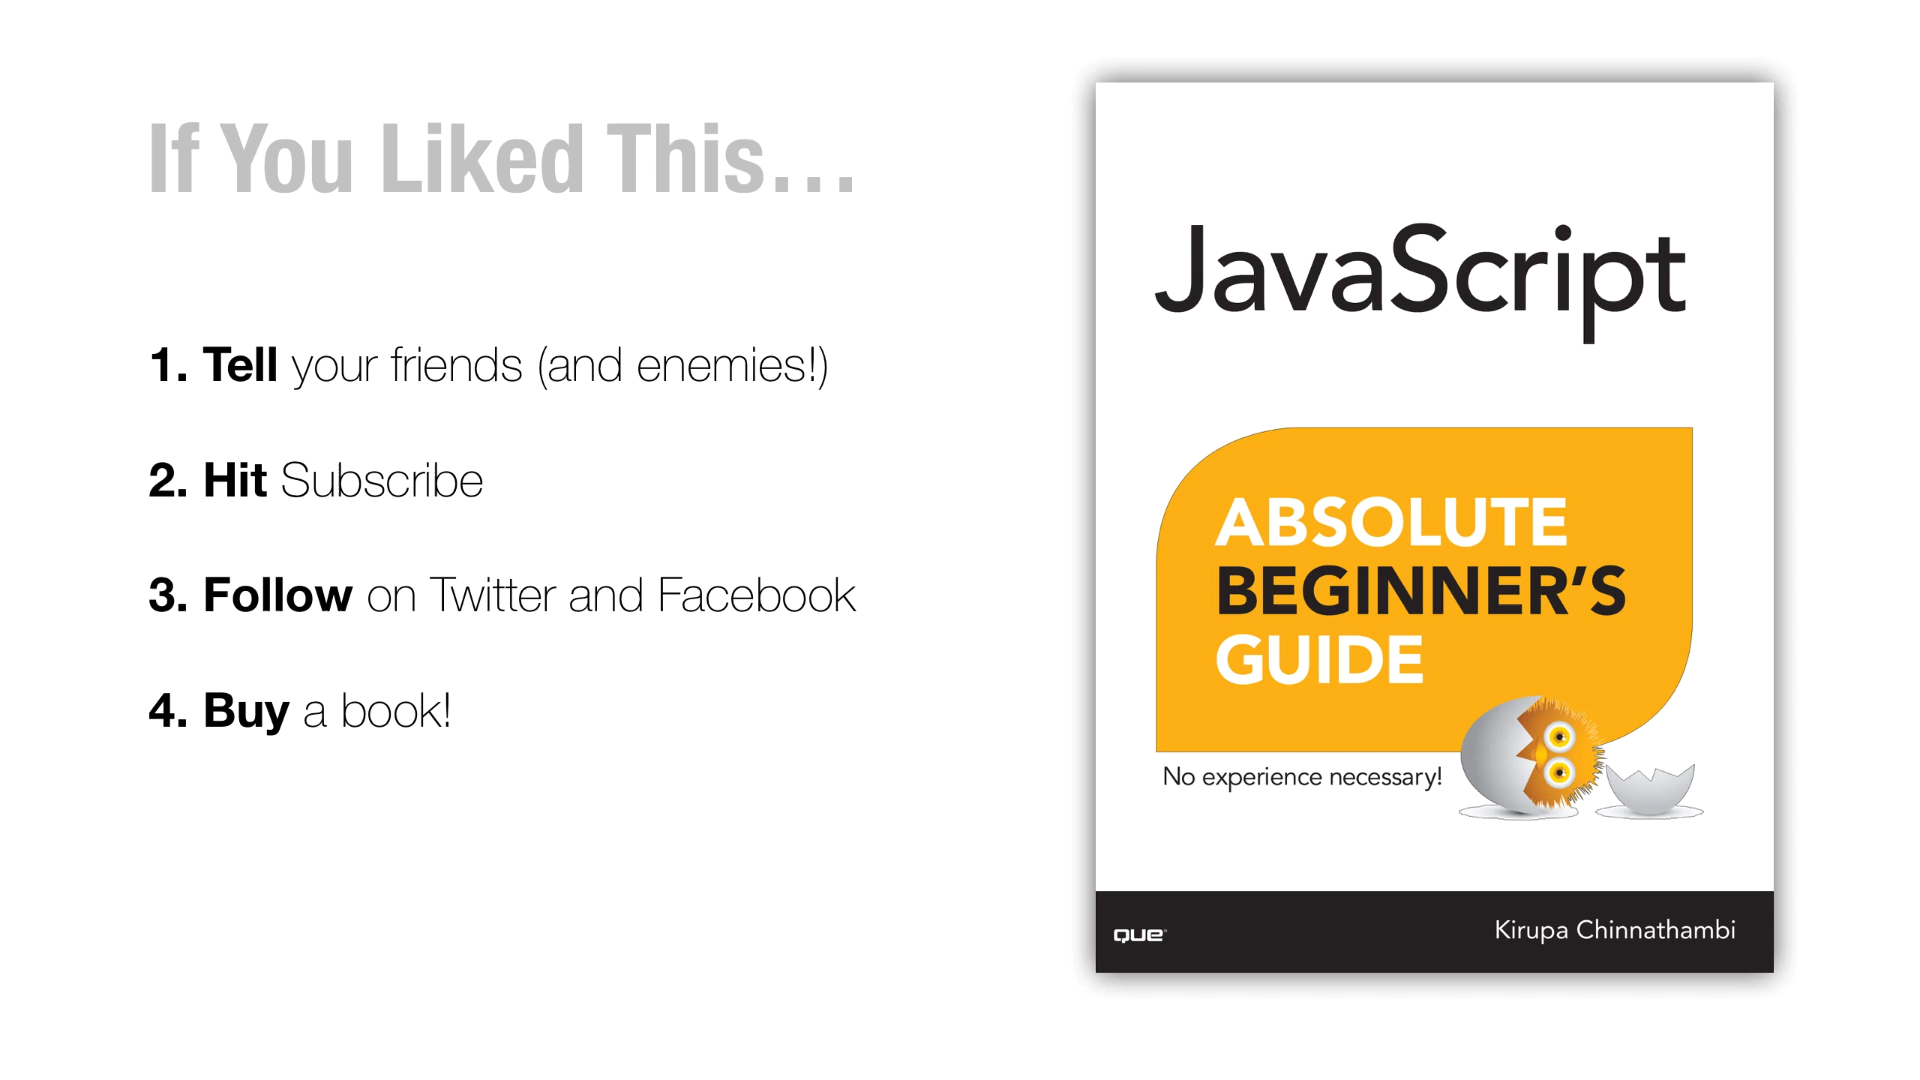 If You Liked This…
1. Tell your friends (and enemies!)
2. Hit Subscribe
3. Follow on Twitter and Facebook
4. Buy a book!
JavaScript
ABSOLUTE
BEGINNER’S
GUIDE
No experience necessary!
que®
Kirupa Chinnathambi